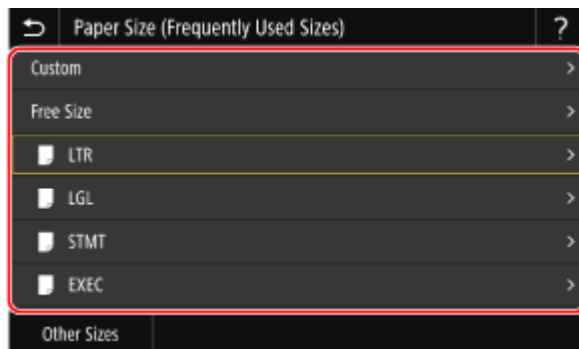 Paper Size (Frequently Used Sizes) ?
Custom
Free Size
LTR
LGL
STMT
EXEC
Other Sizes